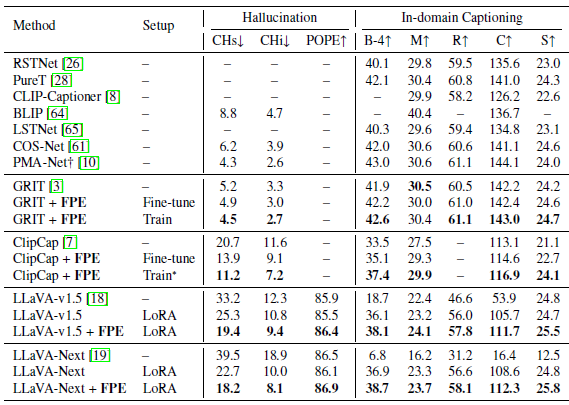 Method Setup Hallucination In-domain Captioning
CHs↓ CHi↓ POPE↑ B-4↑ M↑ R↑ C↑ S↑
RSTNet [26] – – – – 40.1 29.8 59.5 135.6 23.0
PureT [28] – – – – 42.1 30.4 60.8 141.0 24.3
CLIP-Captioner [8] – – – – – 29.9 58.2 126.2 22.6
BLIP [64] – 8.8 4.7 – – 40.4 – 136.7 –
LSTNet [65] – – – – 40.3 29.6 59.4 134.8 23.1
COS-Net [61] – 6.2 3.9 – 42.0 30.6 60.6 141.1 24.6
PMA-Net† [10] – 4.3 2.6 – 43.0 30.6 61.1 144.1 24.0
GRIT [3] – 5.2 3.3 – 41.9 30.5 60.5 142.2 24.2
GRIT + FPE Fine-tune 4.9 3.0 – 42.2 30.0 61.0 142.4 24.6
GRIT + FPE Train 4.5 2.7 – 42.6 30.4 61.1 143.0 24.7
ClipCap [7] – 20.7 11.6 – 33.5 27.5 – 113.1 21.1
ClipCap + FPE Fine-tune 13.9 9.1 – 35.1 29.3 – 114.6 22.7
ClipCap + FPE Train* 11.2 7.2 – 37.4 29.9 – 116.9 24.1
LLaVA-v1.5 [18] – 33.2 12.3 85.9 18.7 22.4 46.6 53.9 24.8
LLaVA-v1.5 LoRA 25.3 10.8 85.5 36.1 23.2 56.0 105.7 24.7
LLaVA-v1.5 + FPE LoRA 19.4 9.4 86.4 38.1 24.1 57.8 111.7 25.5
LLaVA-Next [19] – 39.5 18.9 86.5 6.8 16.2 31.2 16.4 12.5
LLaVA-Next LoRA 22.7 10.0 86.1 36.9 23.3 56.6 108.6 24.8
LLaVA-Next + FPE LoRA 18.2 8.1 86.9 38.7 23.7 58.1 112.3 25.8